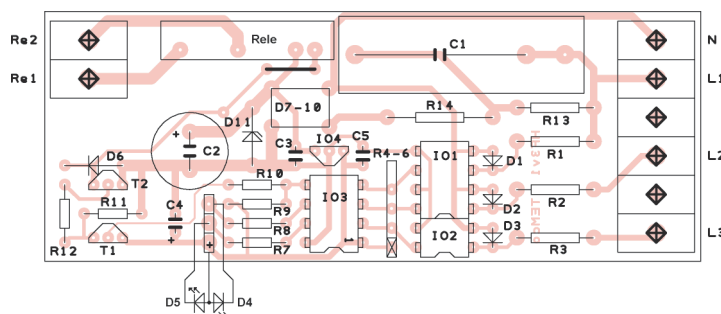 Re2
Rele
C1
N
Re1
L1
D7-10
R14
R13
D11
+
C2
C3
IO4
C5
R4-6
IO1
D1
R1
L2
D6
T2
R10
R11
C4
IO3
R9
D2
R2
R8
IO2
D3
R12
T1
+
+
R7
1
R3
L3
D5
D4